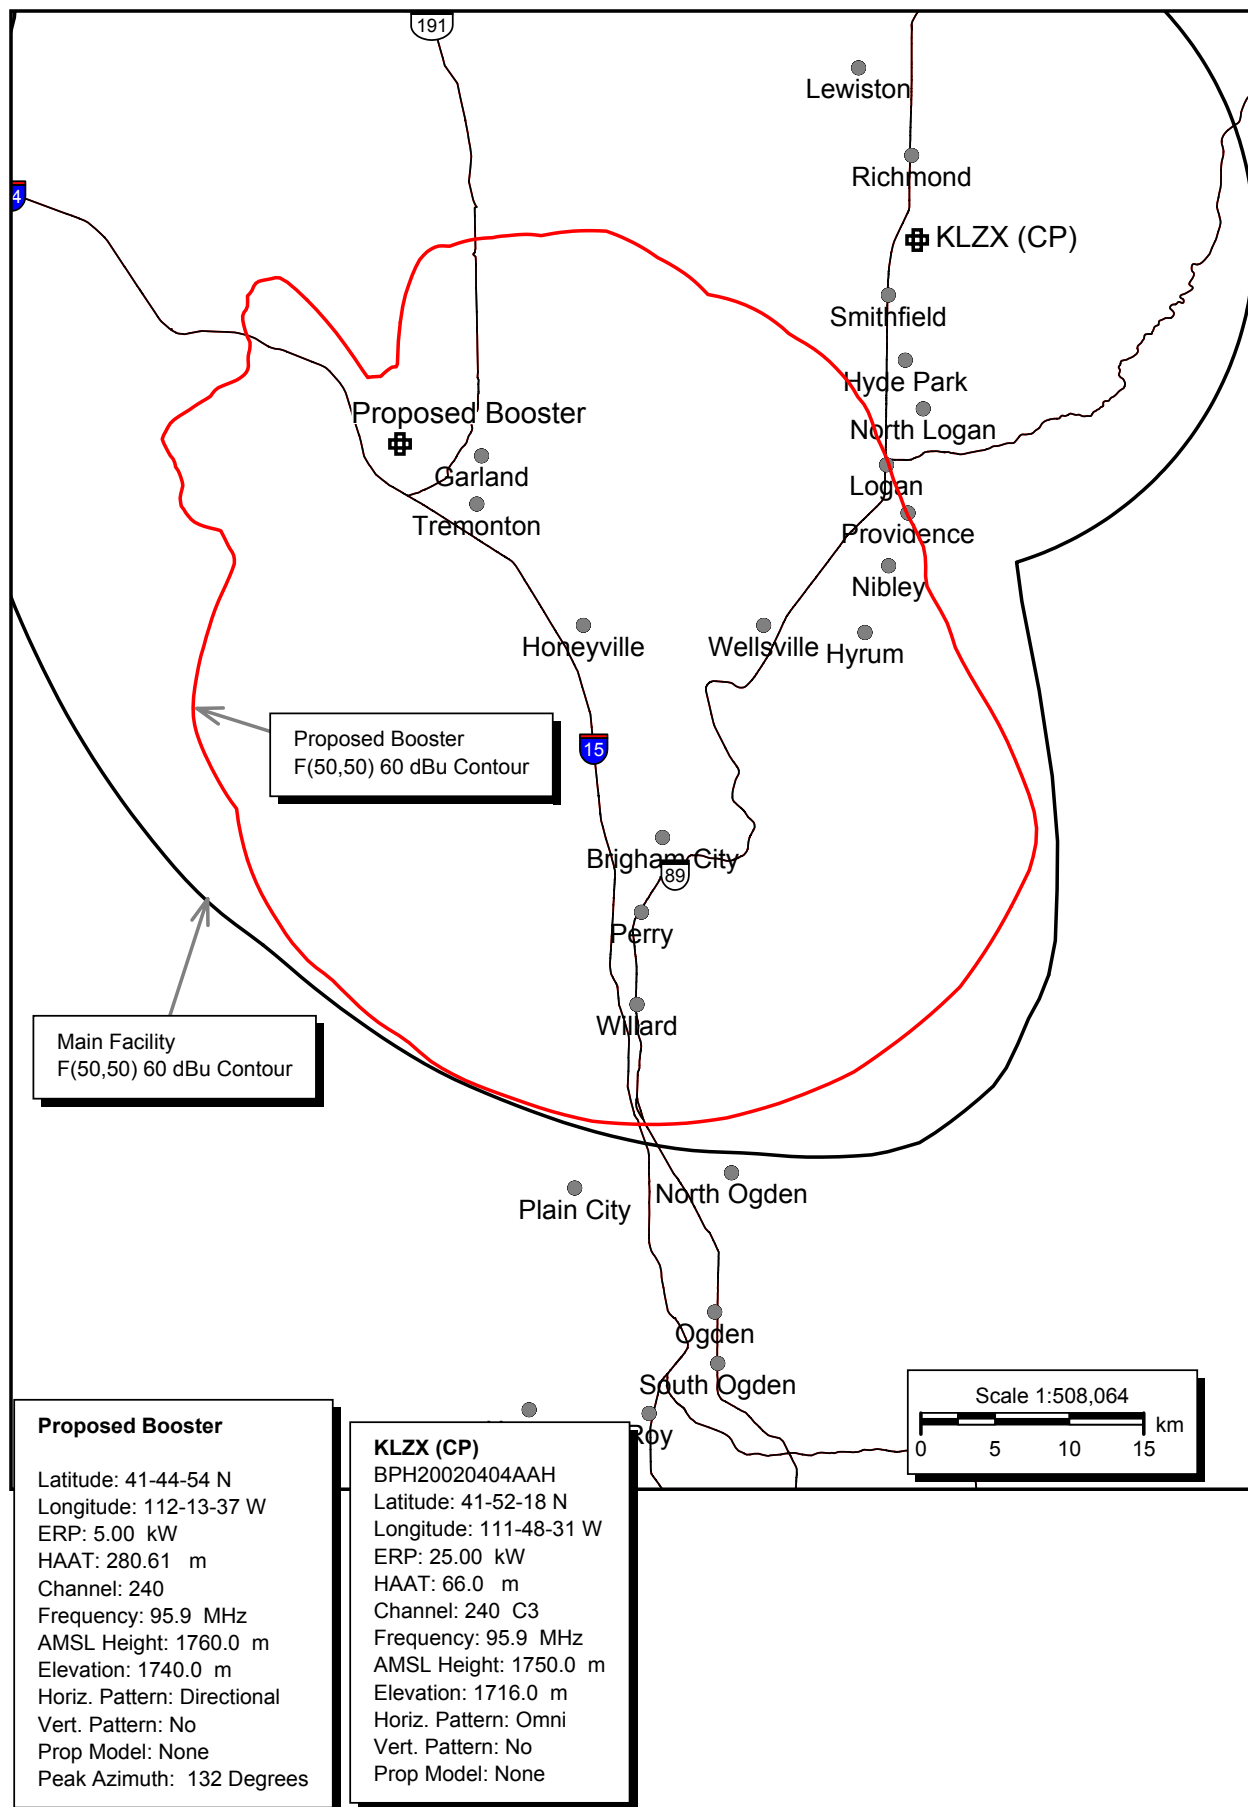 191
Lewiston
Richmond
4
KLZX (CP)
Smithfield
Hyde Park
Proposed Booster
North Logan
Garland
Logan
Tremonton
Providence
Nibley
Honeyville
Wellsville
Hyrum
Proposed Booster
F(50,50) 60 dBu Contour
15
Brigham City
89
Perry
Willard
Main Facility
F(50,50) 60 dBu Contour
North Ogden
Plain City
Ogden
South Ogden
Roy
Scale 1:508,064
km
0 5 10 15
Proposed Booster
Latitude: 41-44-54 N
Longitude: 112-13-37 W
ERP: 5.00 kW
HAAT: 280.61 m
Channel: 240
Frequency: 95.9 MHz
AMSL Height: 1760.0 m
Elevation: 1740.0 m
Horiz. Pattern: Directional
Vert. Pattern: No
Prop Model: None
Peak Azimuth: 132 Degrees
KLZX (CP)
BPH20020404AAH
Latitude: 41-52-18 N
Longitude: 111-48-31 W
ERP: 25.00 kW
HAAT: 66.0 m
Channel: 240 C3
Frequency: 95.9 MHz
AMSL Height: 1750.0 m
Elevation: 1716.0 m
Horiz. Pattern: Omni
Vert. Pattern: No
Prop Model: None